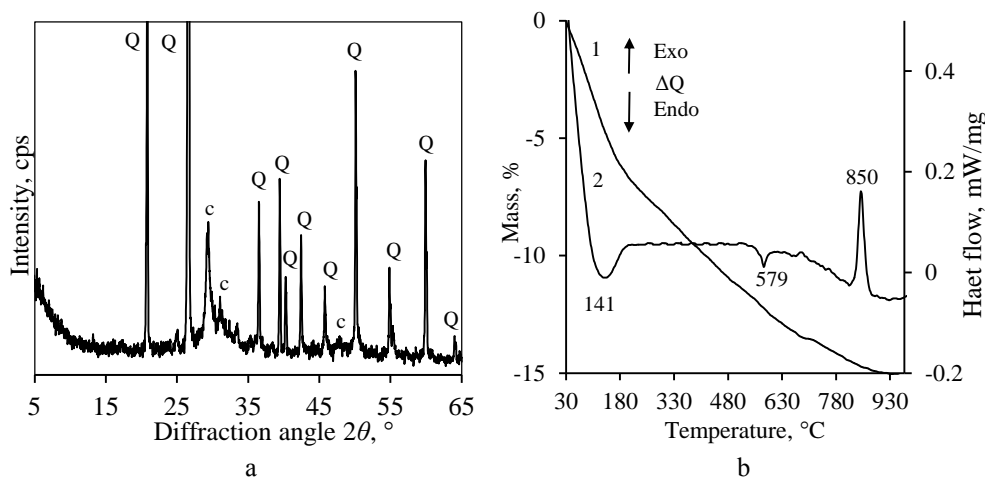 Q Q Q Q Q Q Q Q Q Q
c c c
Intensity, cps
5 15 25 35 45 55 65
Diffraction angle 2θ, °
a
0
-5
-10
-15
Mass, %
1
2
Exo
ΔQ
Endo
141
579
850
0.4
0.2
0
-0.2
Haet flow, mW/mg
30 180 330 480 630 780 930
Temperature, °C
b